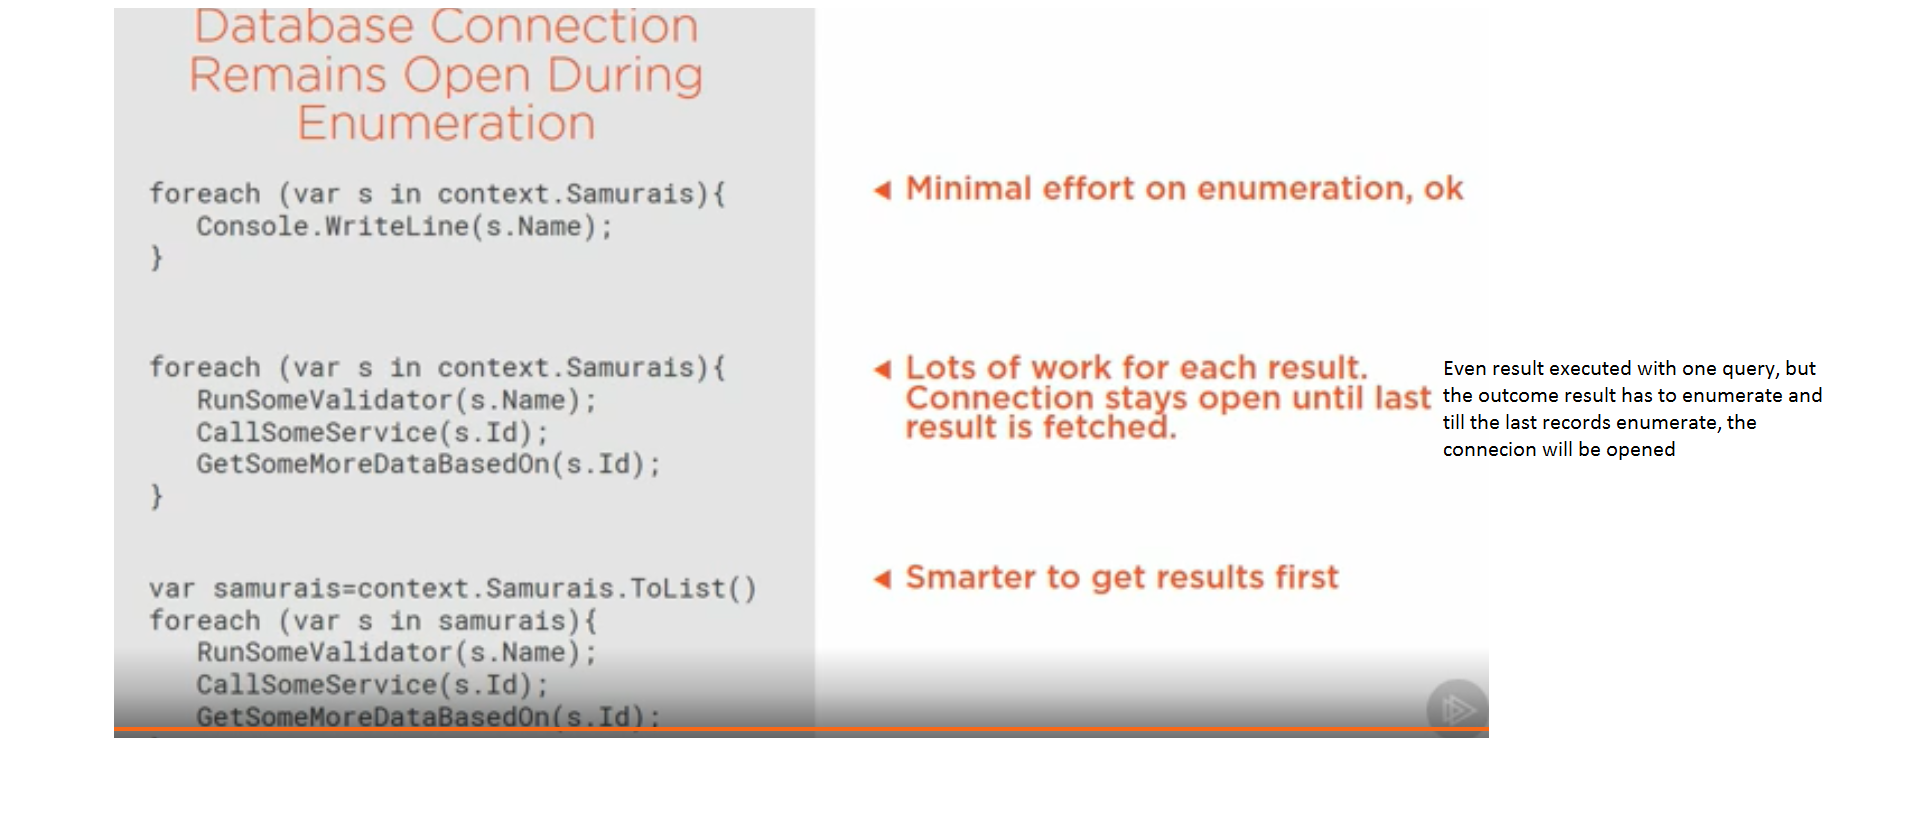 Database Connection
Remains Open During
Enumeration
foreach (var s in context.Samurais){
Console.WriteLine(s.Name);
}
◄ Minimal effort on enumeration, ok
foreach (var s in context.Samurais){
RunSomeValidator(s.Name);
CallSomeService(s.Id);
GetSomeMoreDataBasedOn(s.Id);
}
◄ Lots of work for each result.
Connection stays open until last
result is fetched.
Even result executed with one query, but
the outcome result has to enumerate and
till the last records enumerate, the
connecion will be opened
var samurais=context.Samurais.ToList()
foreach (var s in samurais){
RunSomeValidator(s.Name);
CallSomeService(s.Id);
GetSomeMoreDataBasedOn(s.Id);
◄ Smarter to get results first